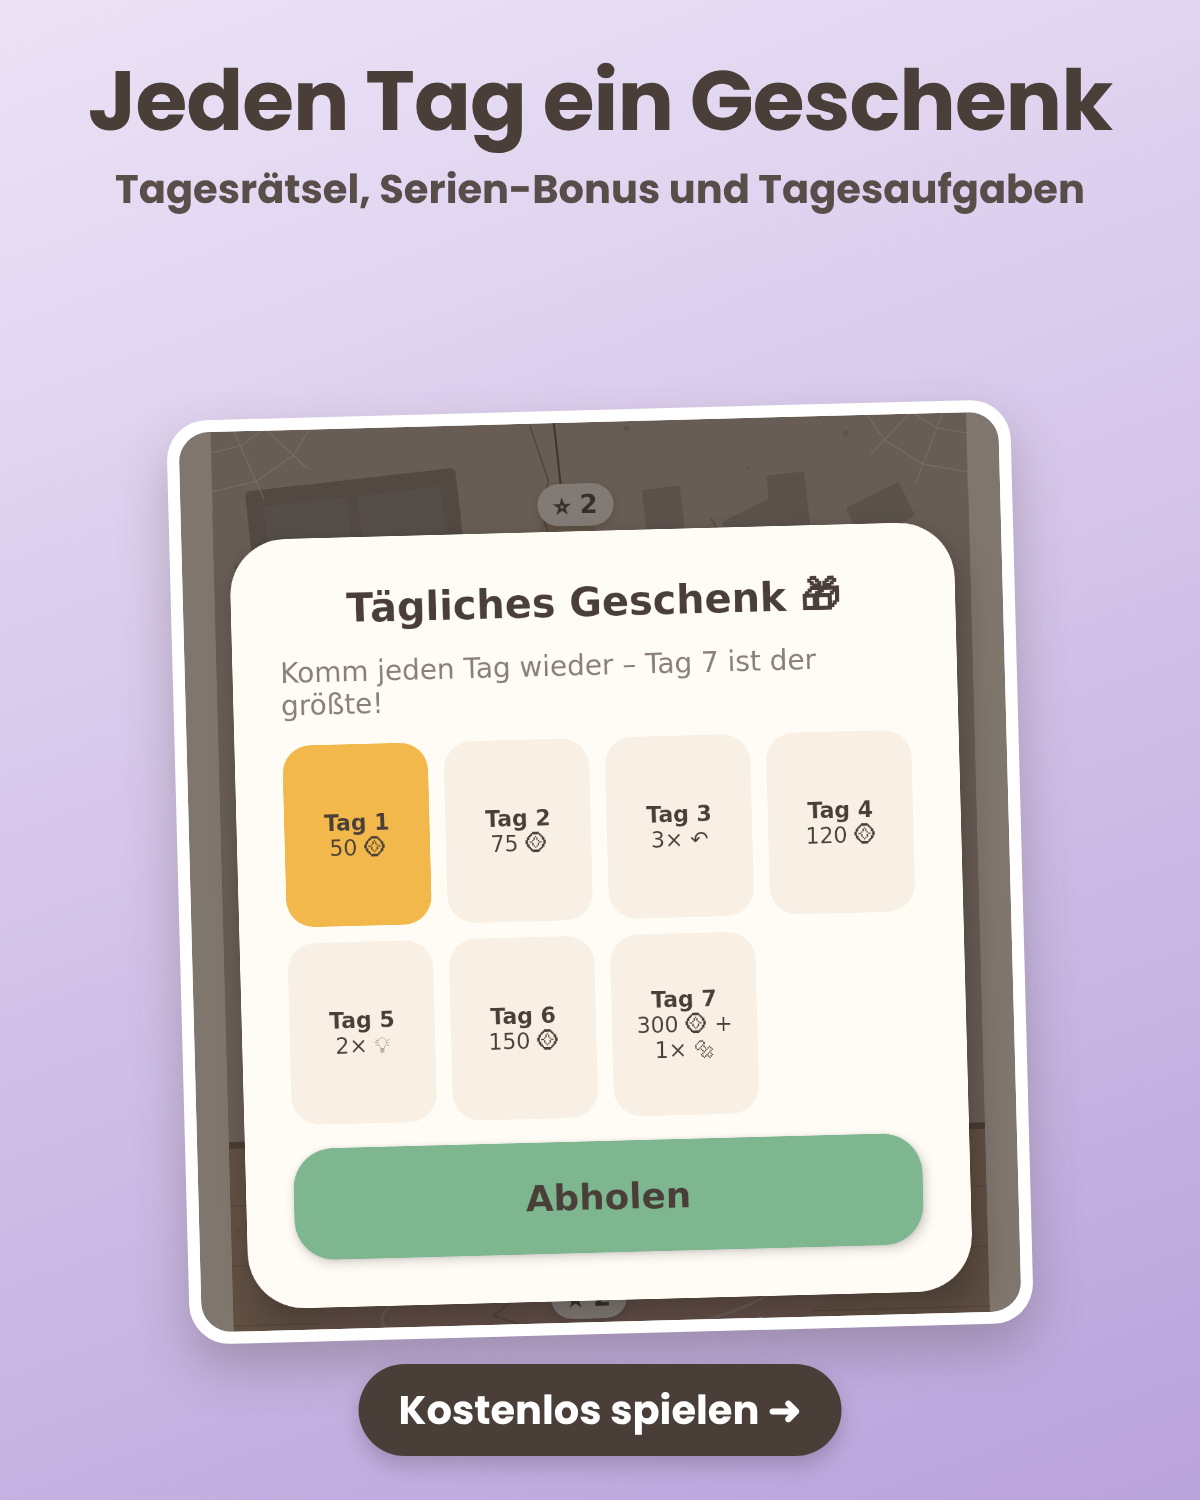 Jeden Tag ein Geschenk
Tagesrätsel, Serien-Bonus und Tagesaufgaben
★ 2
Tägliches Geschenk 🎁
Komm jeden Tag wieder – Tag 7 ist der
größte!
Tag 1
50 🪙
Tag 2
75 🪙
Tag 3
3× ↶
Tag 4
120 🪙
Tag 5
2× 💡
Tag 6
150 🪙
Tag 7
300 🪙 +
1× 🔩
Abholen
★ 2
Kostenlos spielen ➜